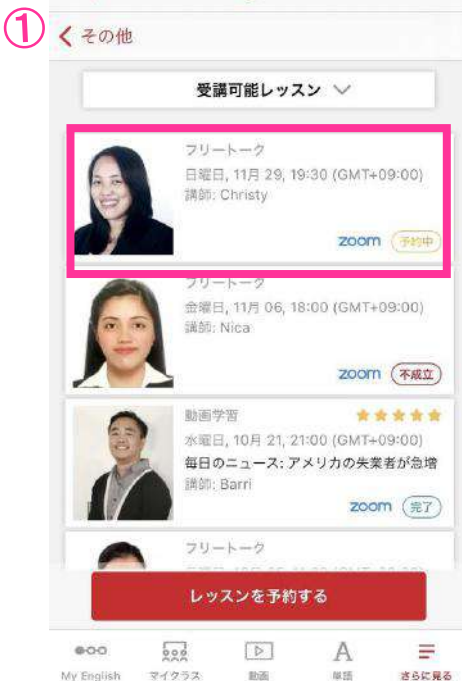 ①
その他
受講可能レッスン
フリートーク
日曜日, 11月 29, 19:30 (GMT+09:00)
講師: Christy
zoom 予約中
フリートーク
金曜日, 11月 06, 18:00 (GMT+09:00)
講師: Nica
zoom 不成立
動画学習
水曜日, 10月 21, 21:00 (GMT+09:00)
毎日のニュース: アメリカの失業者が急増
講師: Barri
zoom 完了
フリートーク
レッスンを予約する
My English マイクラス 動画 単語 さらに見る